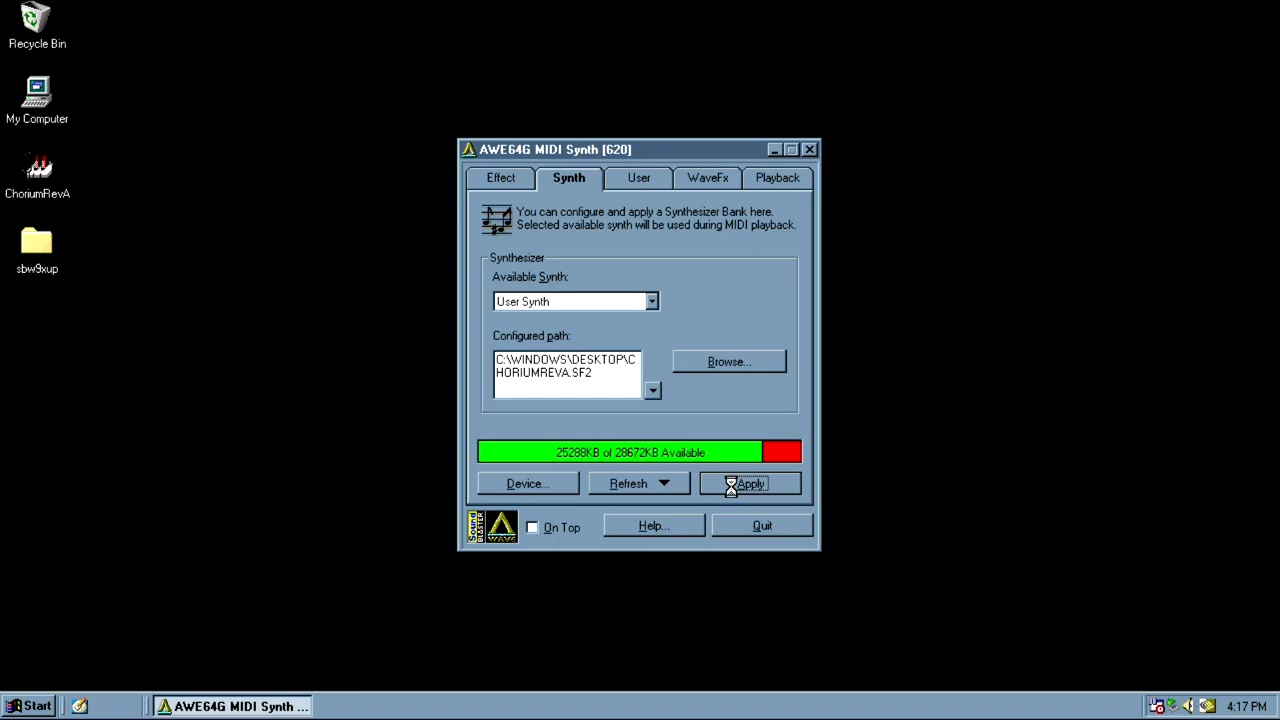 Recycle Bin
My Computer
ChoriumRevA
sbw9xup
AWE64G MIDI Synth [620]
Effect
Synth
User
WaveFx
Playback
You can configure and apply a Synthesizer Bank here.
Selected available synth will be used during MIDI playback.
Synthesizer
Available Synth:
User Synth
Configured path:
C:\WINDOWS\DESKTOP\C
HORIUMREVA.SF2
Browse...
25288KB of 28672KB Available
Device...
Refresh
Apply
Sound
BLASTER
WAVE
On Top
Help...
Quit
Start
AWE64G MIDI Synth ...
4:17 PM